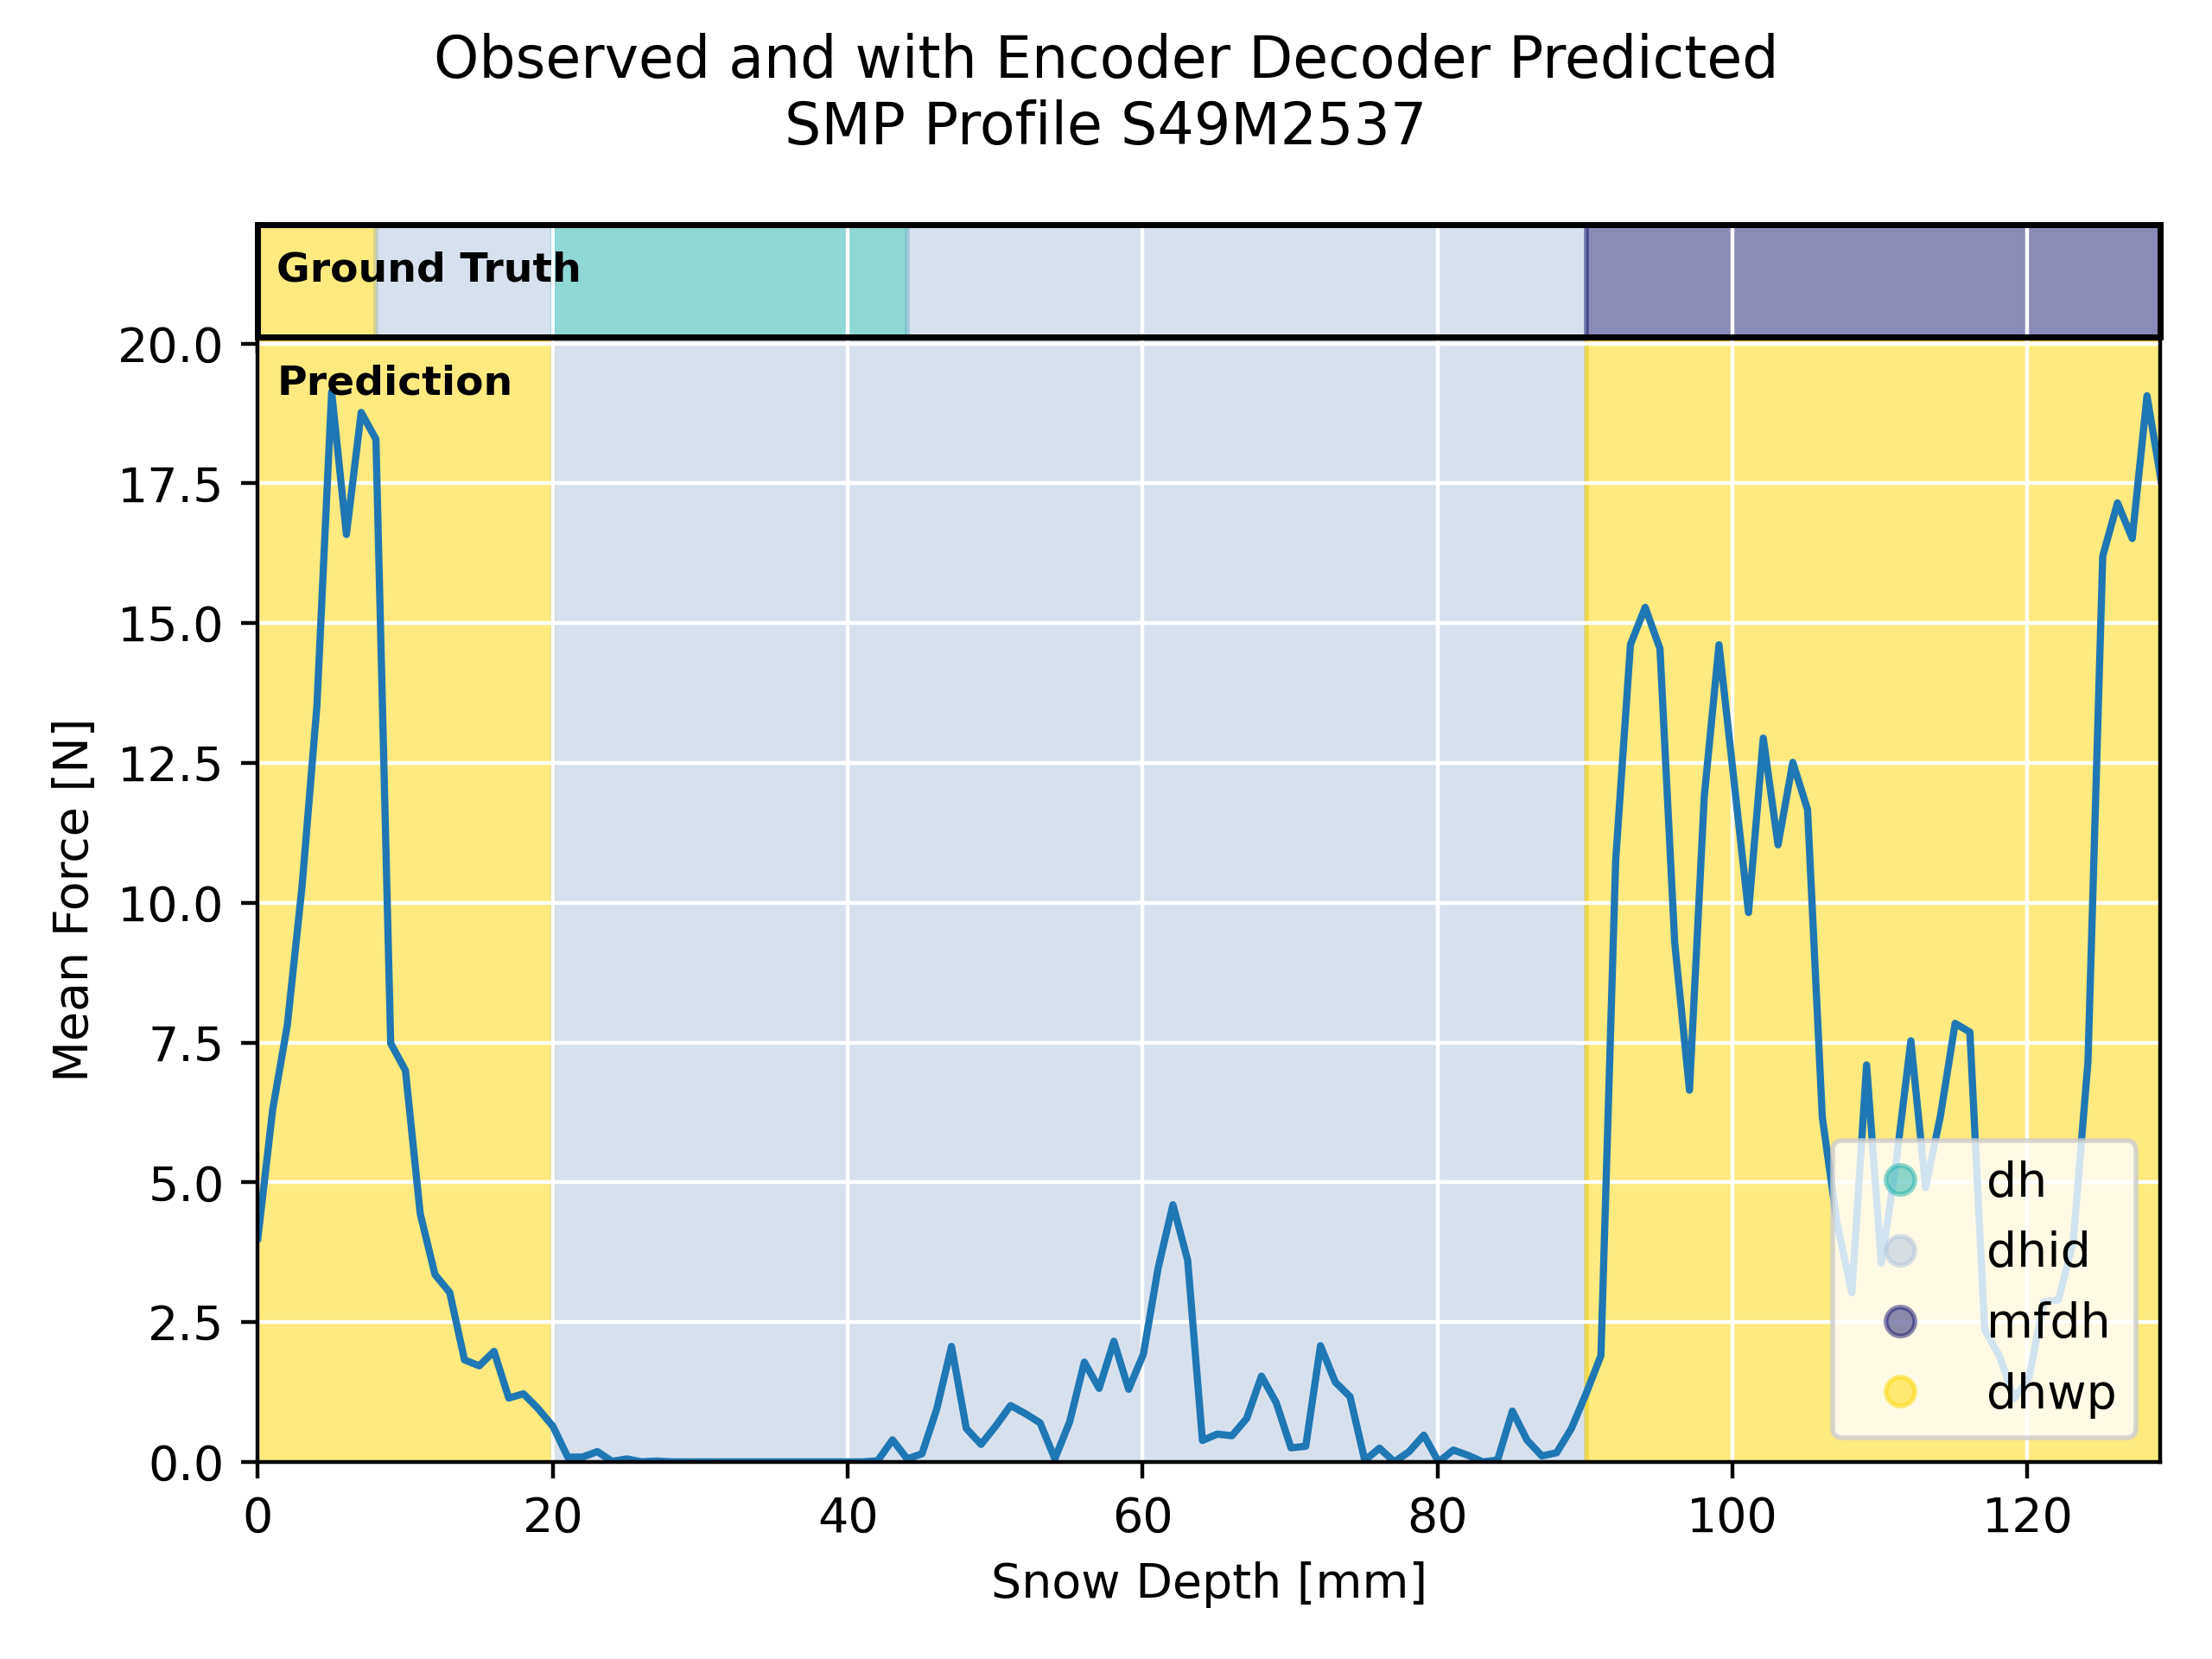 Observed and with Encoder Decoder Predicted
SMP Profile S49M2537
Ground Truth
Prediction
20.0
17.5
15.0
12.5
10.0
7.5
5.0
2.5
0.0
Mean Force [N]
dh
dhid
mfdh
dhwp
0 20 40 60 80 100 120
Snow Depth [mm]